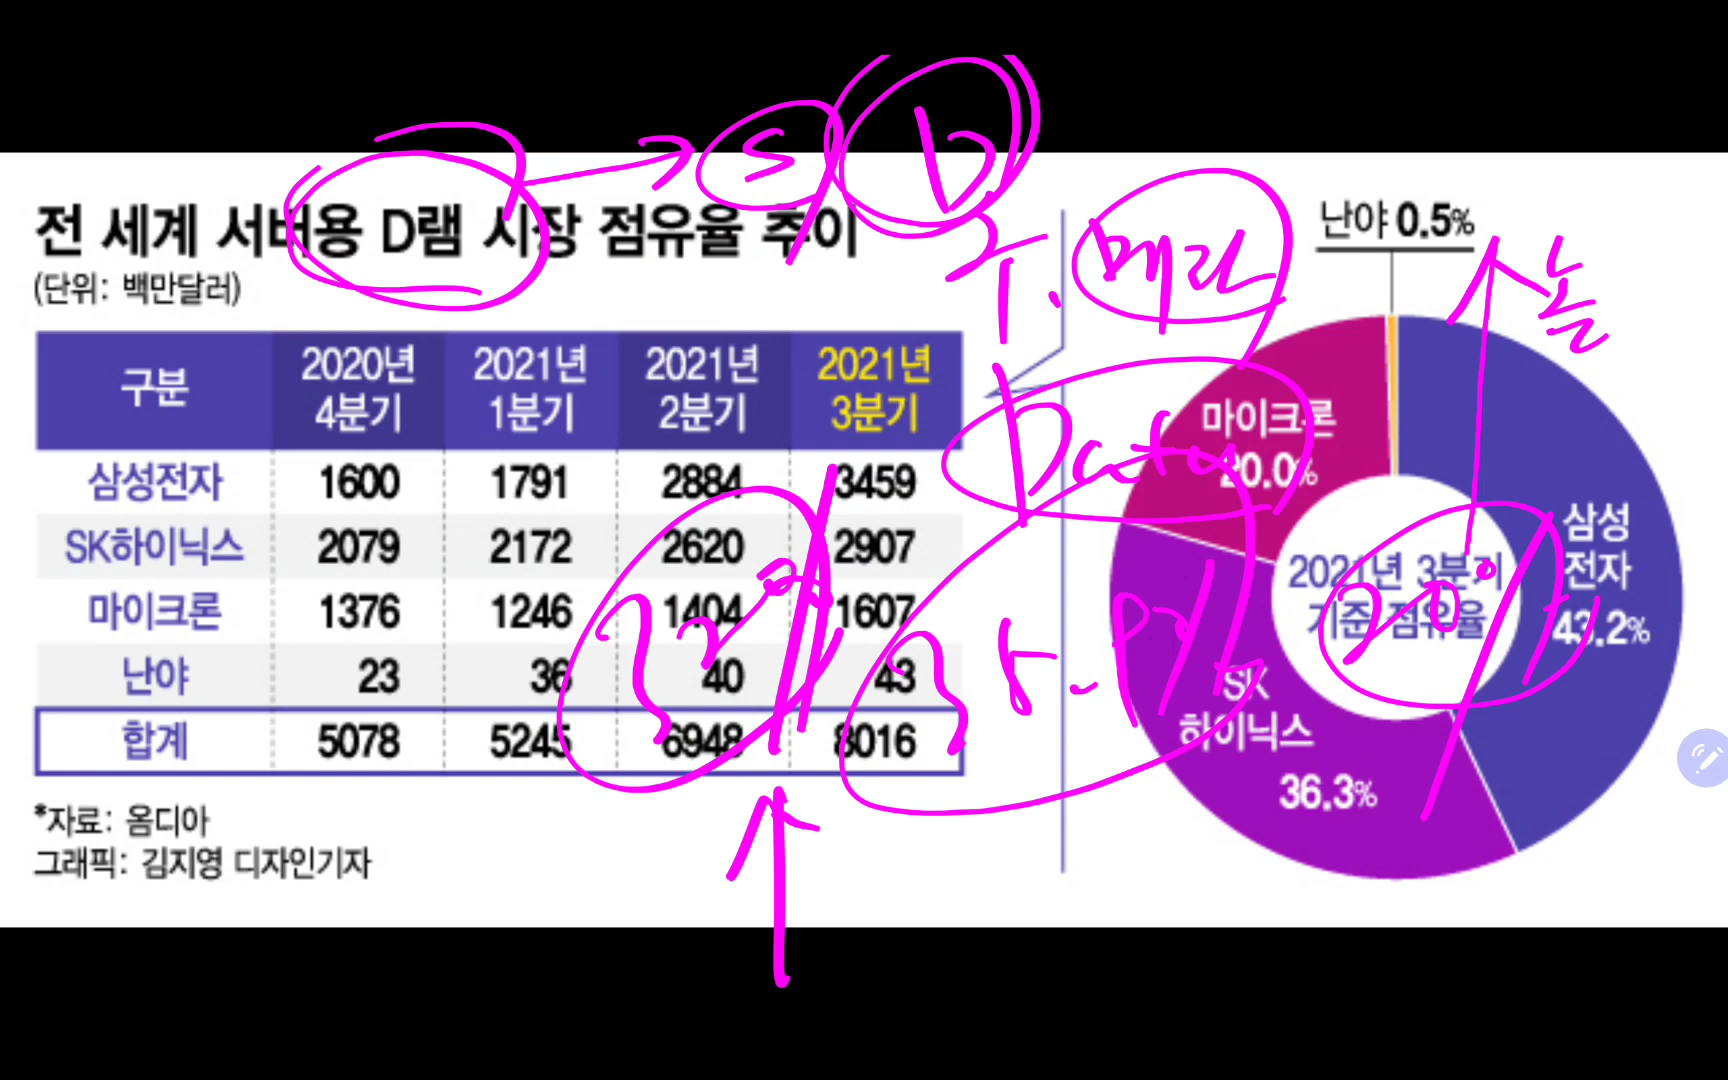 전 세계 서버용 D램 시장 점유율 추이
(단위: 백만달러)
구분 2020년 4분기 2021년 1분기 2021년 2분기 2021년 3분기
삼성전자 1600 1791 2884 3459
SK하이닉스 2079 2172 2620 2907
마이크론 1376 1246 1404 1607
난야 23 36 40 43
합계 5078 5245 6948 8016
*자료: 옴디아
그래픽: 김지영 디자인기자
난야 0.5%
마이크론
20.0%
삼성
전자
43.2%
2021년 3분기
기준 점유율
SK
하이닉스
36.3%
Data